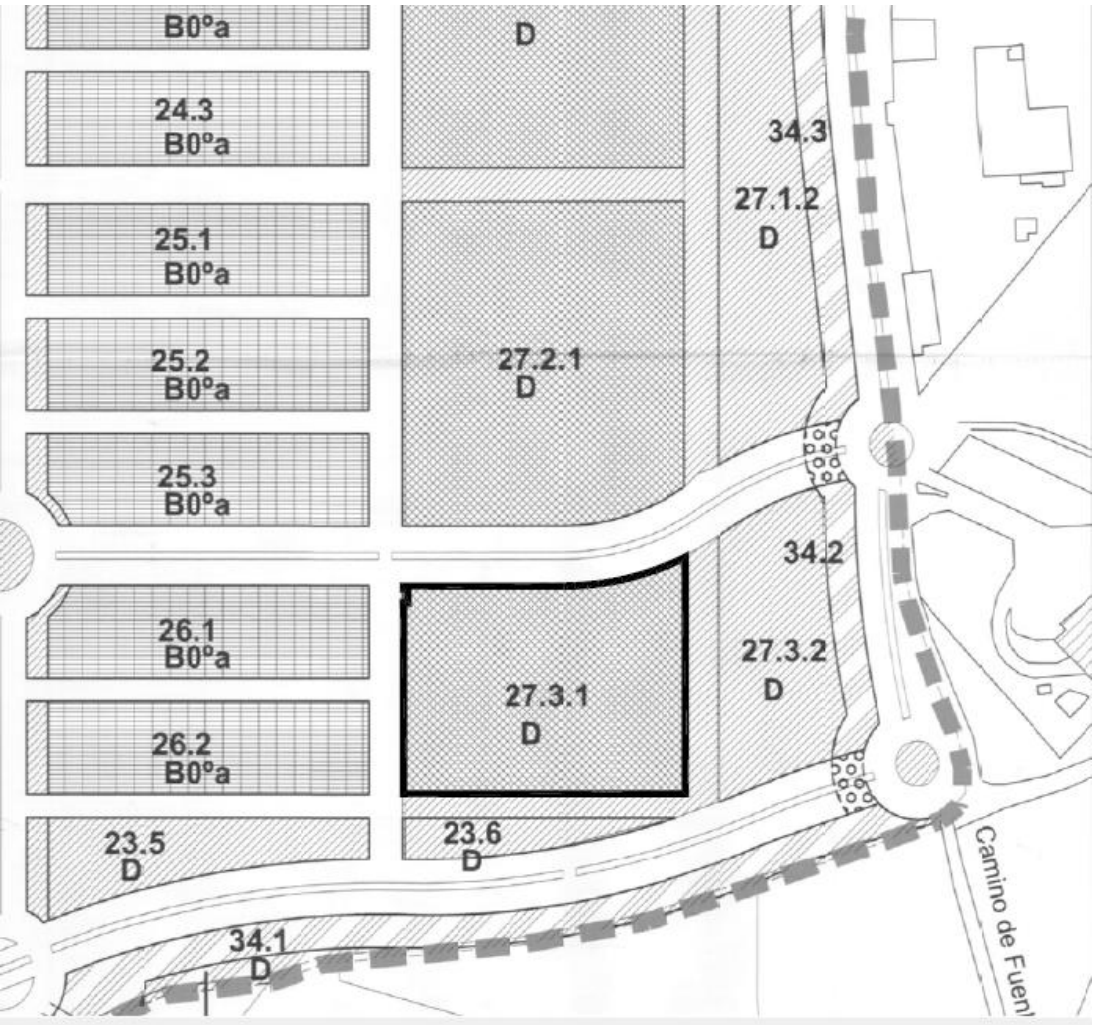 B0ºa
D
24.3
B0ºa
34.3
27.1.2
D
25.1
B0ºa
25.2
B0ºa
27.2.1
D
25.3
B0ºa
34.2
26.1
B0ºa
27.3.2
D
27.3.1
D
26.2
B0ºa
23.5
D
23.6
D
Camino de Fuen
34.1
D